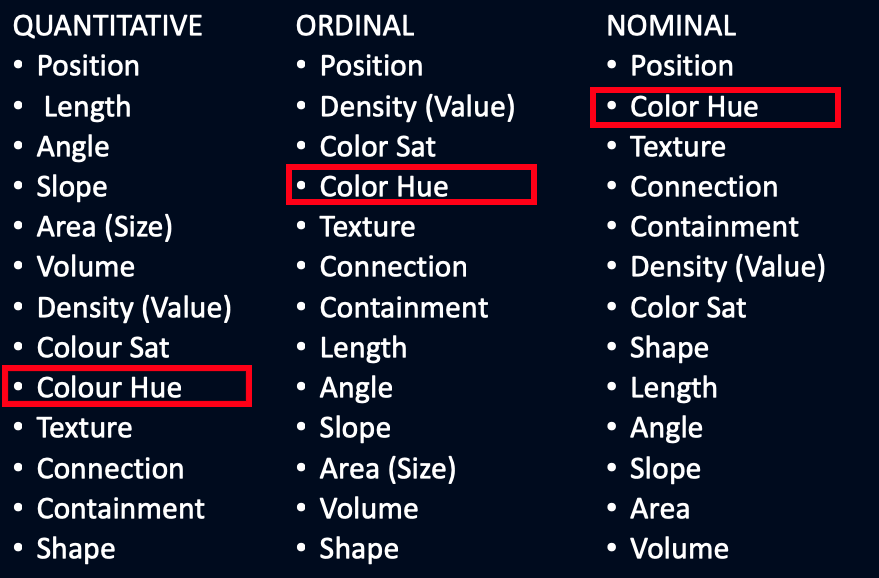 QUANTITATIVE
• Position
• Length
• Angle
• Slope
• Area (Size)
• Volume
• Density (Value)
• Colour Sat
• Colour Hue
• Texture
• Connection
• Containment
• Shape
ORDINAL
• Position
• Density (Value)
• Color Sat
• Color Hue
• Texture
• Connection
• Containment
• Length
• Angle
• Slope
• Area (Size)
• Volume
• Shape
NOMINAL
• Position
• Color Hue
• Texture
• Connection
• Containment
• Density (Value)
• Color Sat
• Shape
• Length
• Angle
• Slope
• Area
• Volume